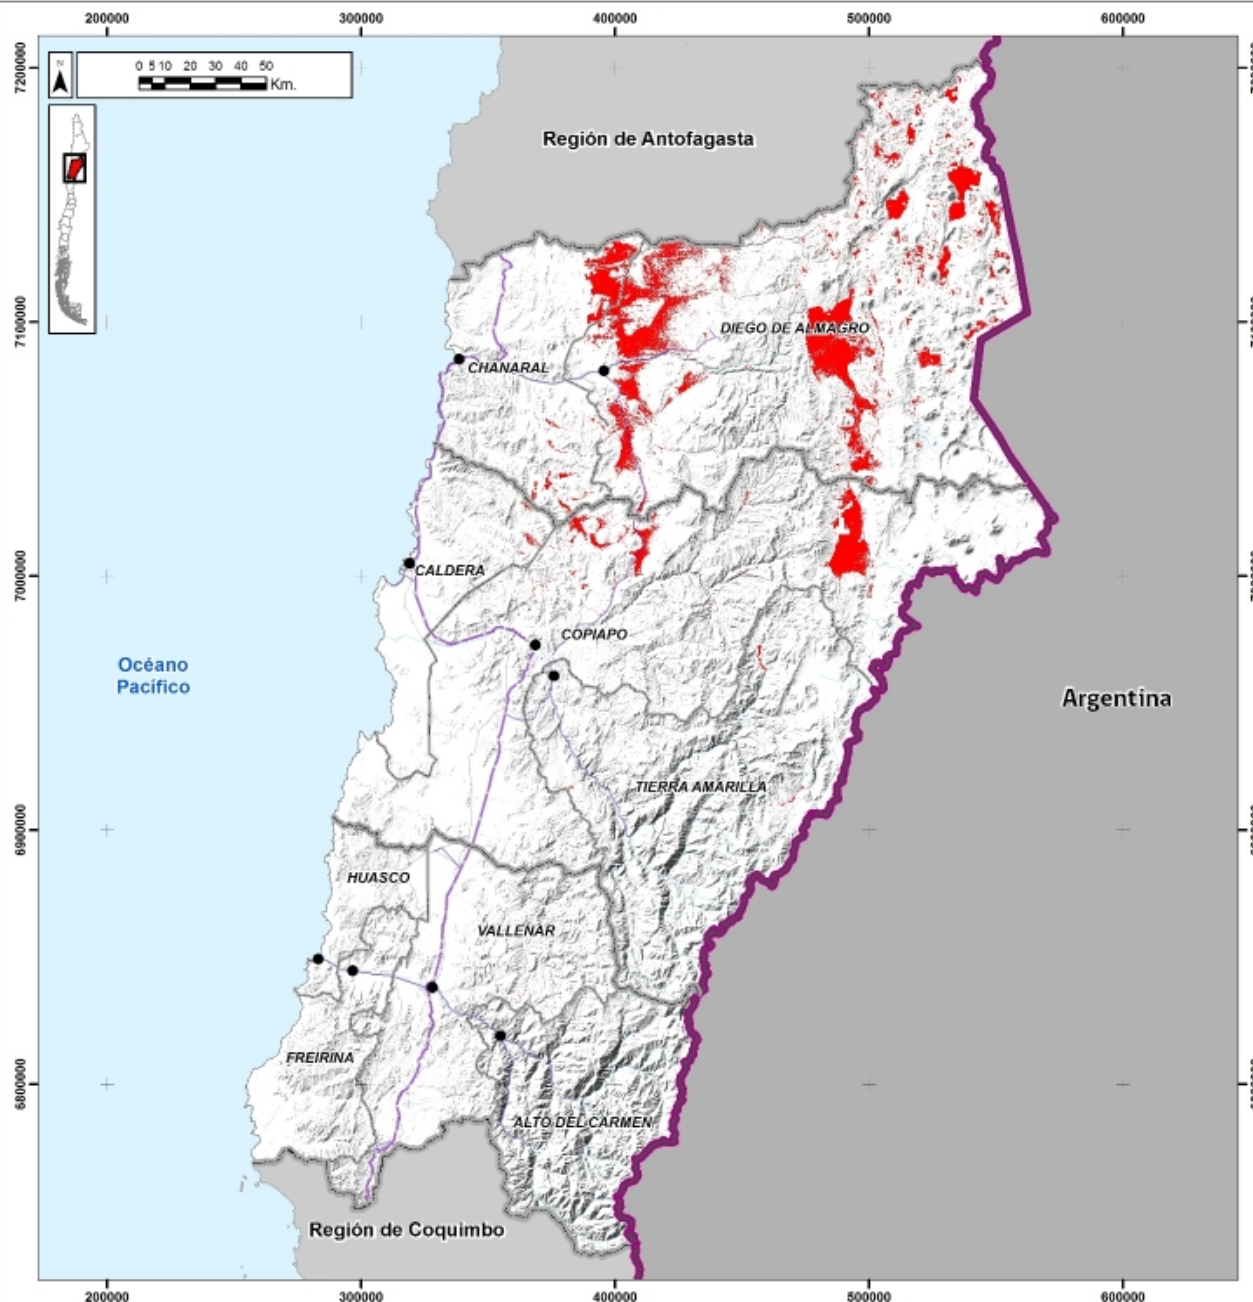 200000 300000 400000 500000 600000
7200000
N
0 5 10 20 30 40 50
Km.
Región de Antofagasta
7100000
DIEGO DE ALMAGRO
CHANARAL
7000000
CALDERA
COPIAPO
Océano
Pacífico
Argentina
TIERRA AMARILLA
6900000
HUASCO
VALLENAR
6800000
FREIRINA
ALTO DEL CARMEN
Región de Coquimbo
200000 300000 400000 500000 600000